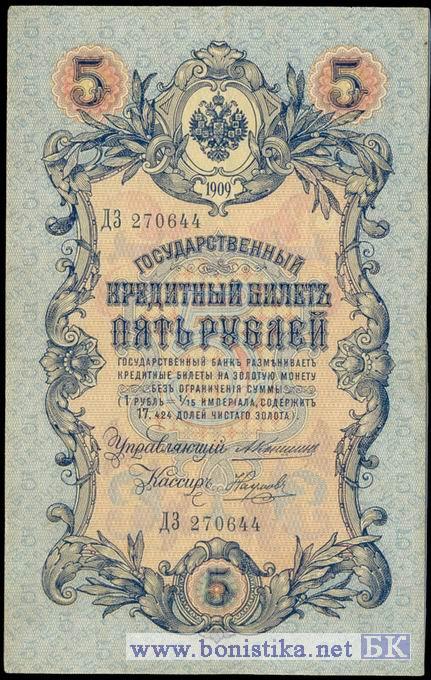 5 5
1909
ДЗ 270644
ГОСУДАРСТВЕННЫЙ
КРЕДИТНЫЙ БИЛЕТЪ
ПЯТЬ РУБЛЕЙ
ГОСУДАРСТВЕННЫЙ БАНКЪ РАЗМѢНИВАЕТЪ
КРЕДИТНЫЕ БИЛЕТЫ НА ЗОЛОТУЮ МОНЕТУ
БЕЗЪ ОГРАНИЧЕНІЯ СУММЫ
(1 РУБЛЬ = 1/15 ИМПЕРІАЛА, СОДЕРЖИТЪ
17,424 ДОЛЕЙ ЧИСТАГО ЗОЛОТА).
Управляющій АКоншинъ
Кассиръ Наумовъ
ДЗ 270644
5
www.bonistika.net БК